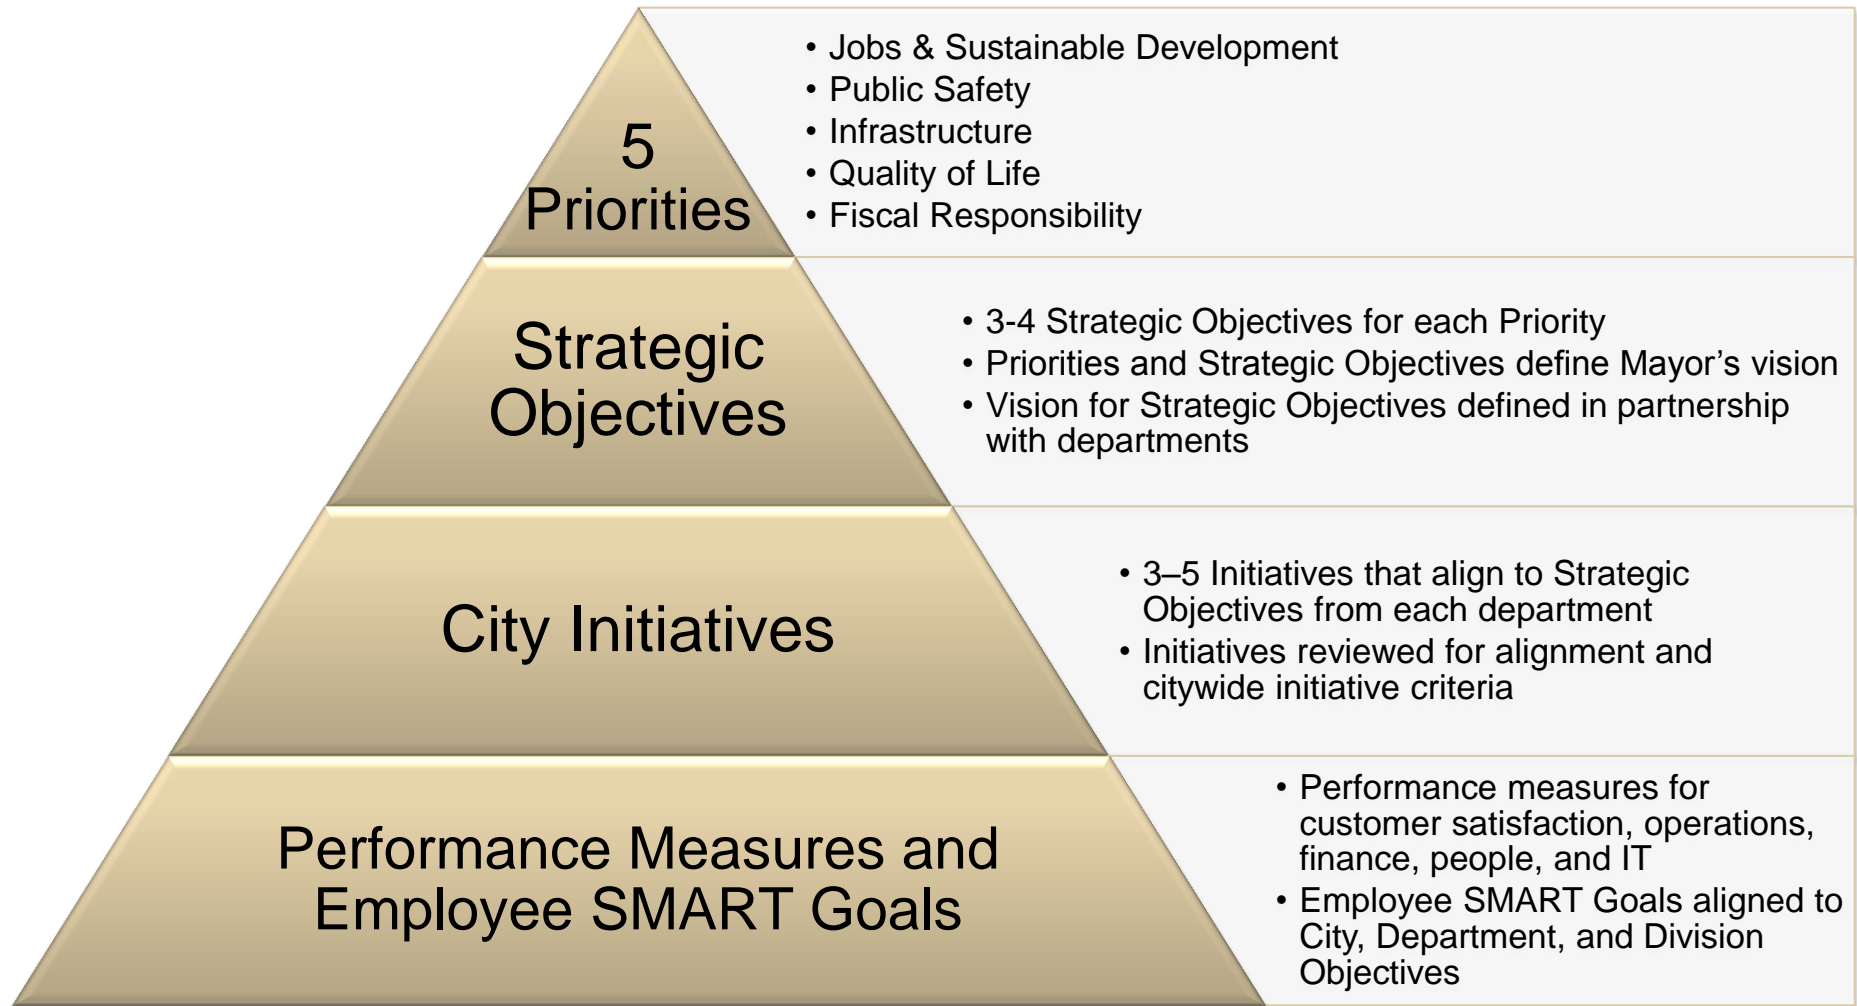 5
Priorities
• Jobs & Sustainable Development
• Public Safety
• Infrastructure
• Quality of Life
• Fiscal Responsibility
Strategic
Objectives
• 3-4 Strategic Objectives for each Priority
• Priorities and Strategic Objectives define Mayor’s vision
• Vision for Strategic Objectives defined in partnership
with departments
City Initiatives
• 3–5 Initiatives that align to Strategic
Objectives from each department
• Initiatives reviewed for alignment and
citywide initiative criteria
Performance Measures and
Employee SMART Goals
• Performance measures for
customer satisfaction, operations,
finance, people, and IT
• Employee SMART Goals aligned to
City, Department, and Division
Objectives